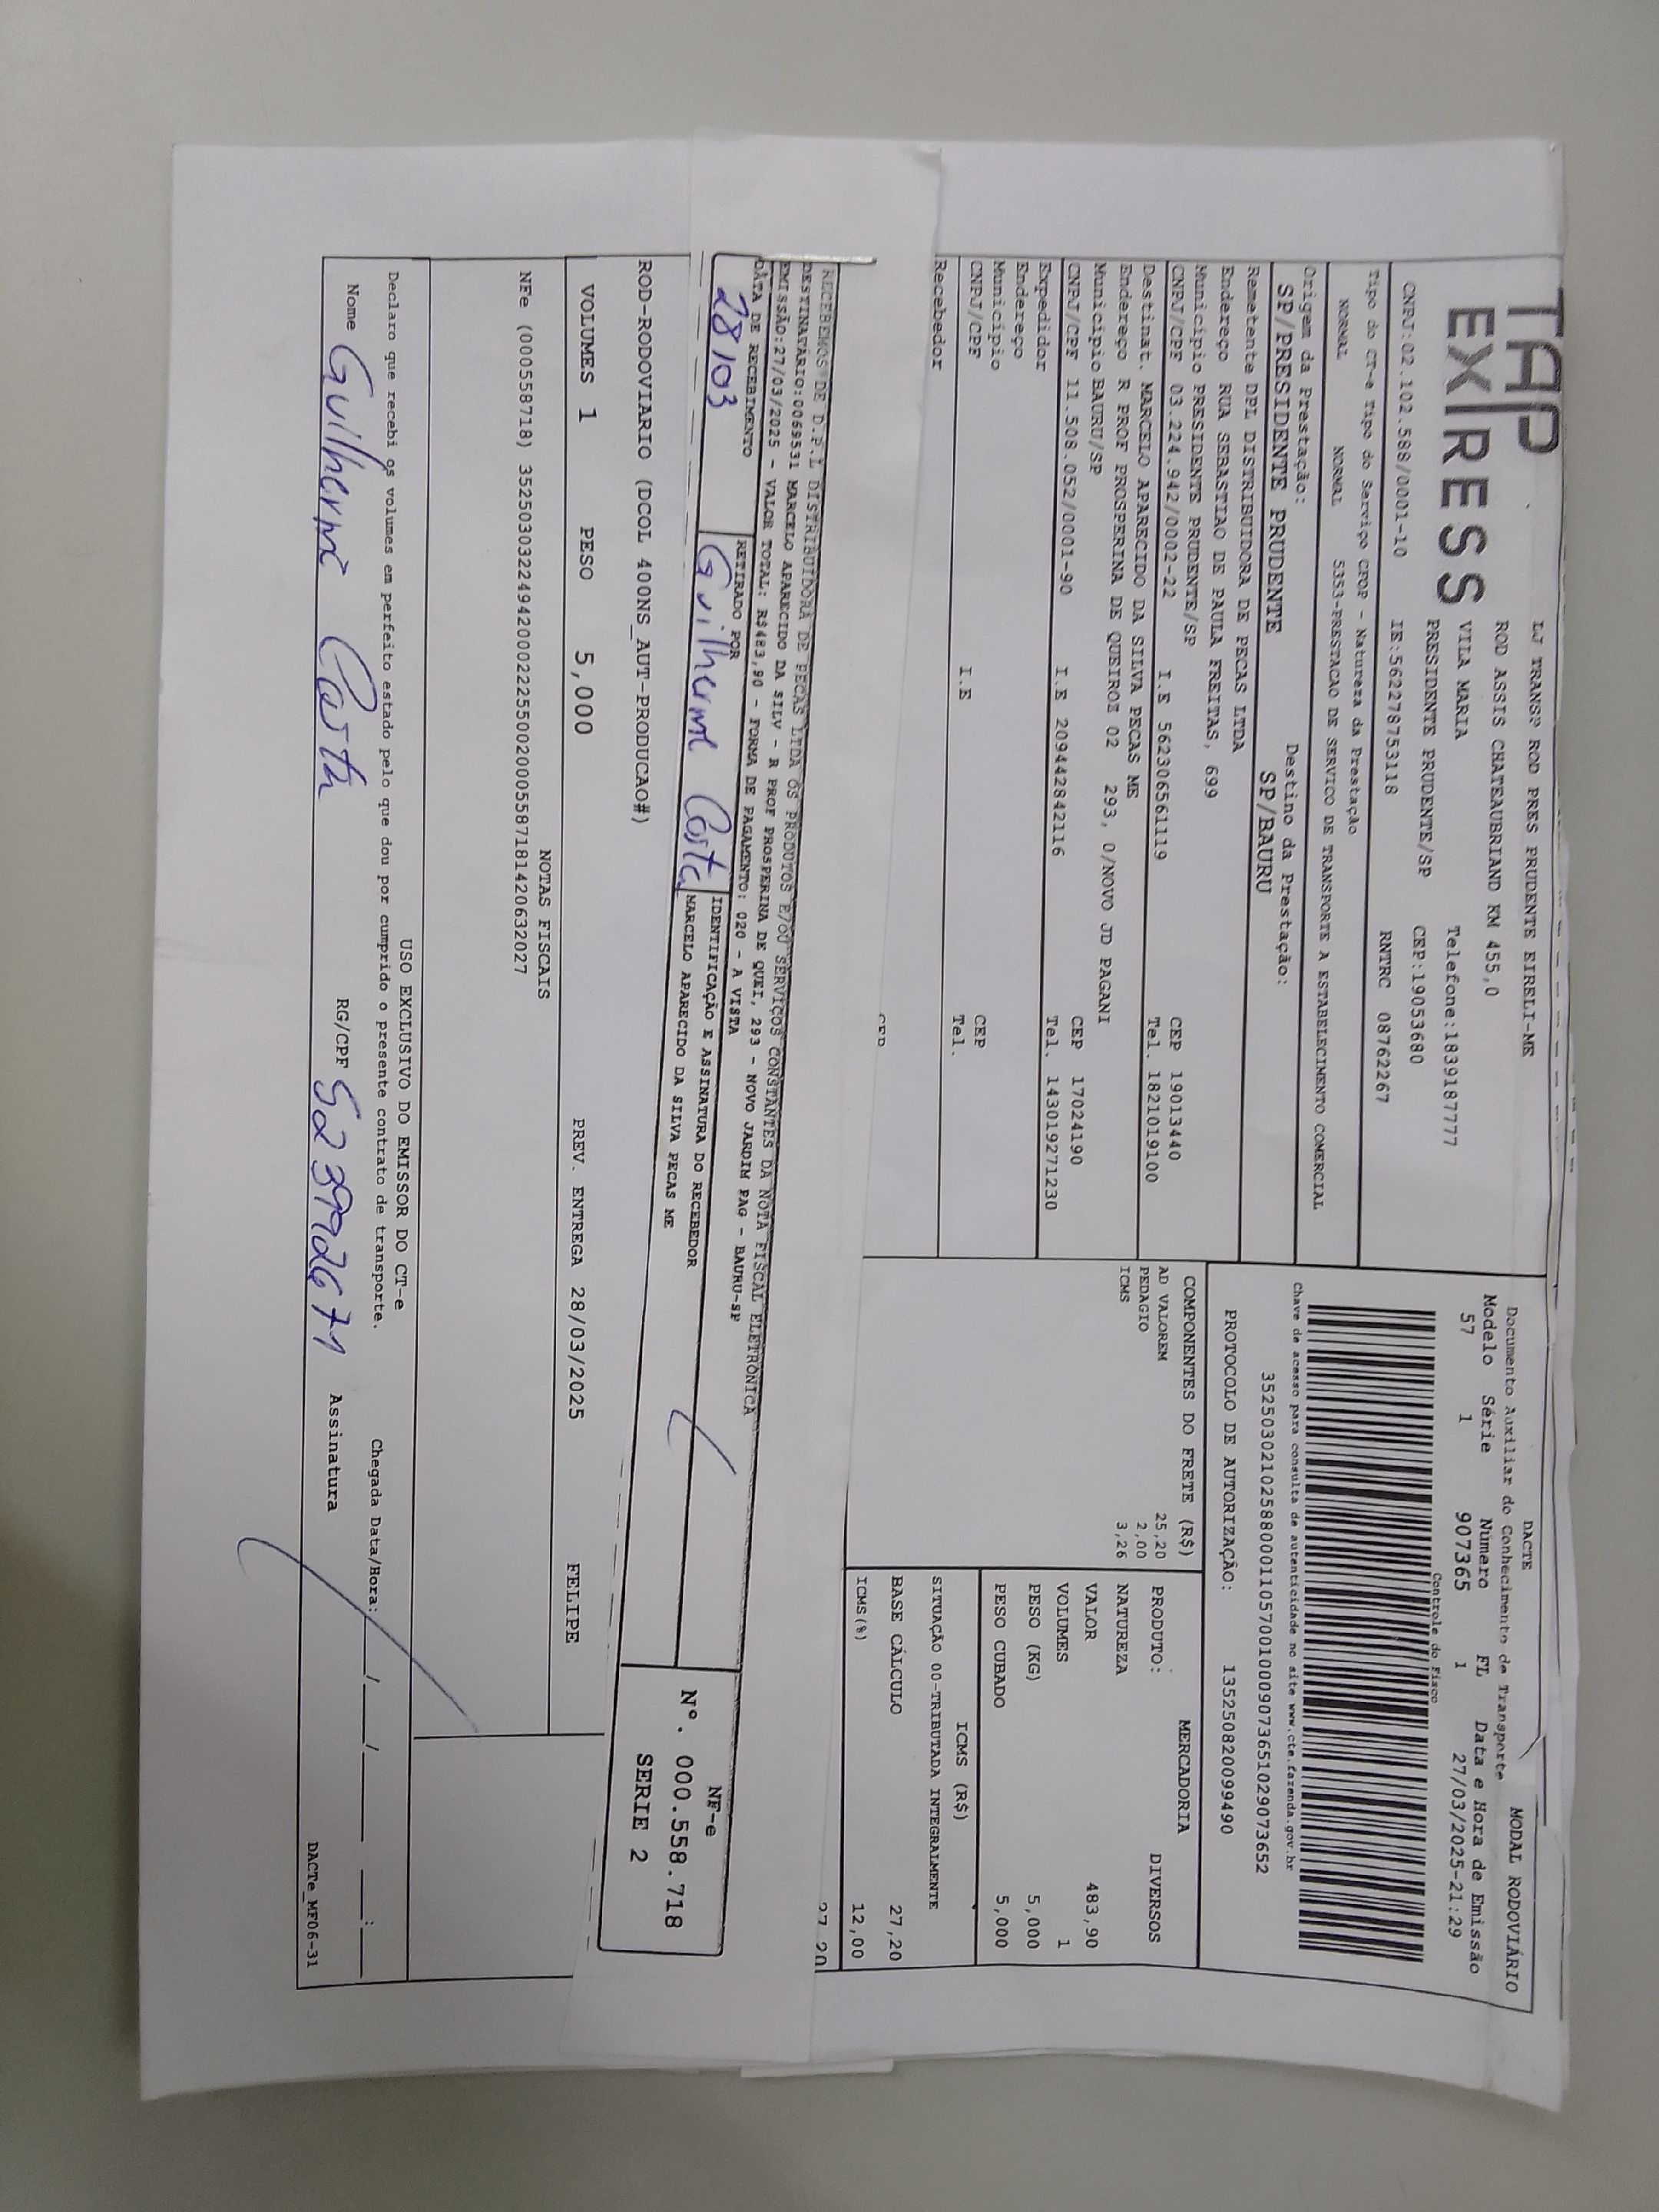 TAP
EXPRESS
LJ TRANSP ROD PRES PRUDENTE EIRELI-ME
ROD ASSIS CHATEAUBRIAND KM 455,0
VILA MARIA Telefone:1839187777
PRESIDENTE PRUDENTE/SP CEP:19053680
CNPJ:02.102.588/0001-10 IE:562278753118 RNTRC 08762267
Tipo do CT-e Tipo do Serviço CFOP - Natureza da Prestação
NORMAL NORMAL 5353-PRESTACAO DE SERVICO DE TRANSPORTE A ESTABELECIMENTO COMERCIAL
Origem da Prestação: Destino da Prestação:
SP/PRESIDENTE PRUDENTE SP/BAURU
Remetente DPL DISTRIBUIDORA DE PECAS LTDA
Endereço RUA SEBASTIAO DE PAULA FREITAS, 699
Município PRESIDENTE PRUDENTE/SP CEP 19013440
CNPJ/CPF 03.224.942/0002-22 I.E 562306561119 Tel. 1821019100
Destinat. MARCELO APARECIDO DA SILVA PECAS ME
Endereço R PROF PROSPERINA DE QUEIROZ 02 293, 0/NOVO JD PAGANI
Município BAURU/SP CEP 17024190
CNPJ/CPF 11.508.052/0001-90 I.E 209442842116 Tel. 1430192712​30
Expedidor
Endereço
Município CEP
CNPJ/CPF I.E Tel.
Recebedor
CEP
DACTE MODAL RODOVIÁRIO
Documento Auxiliar do Conhecimento de Transporte
Modelo Série Número FL Data e Hora de Emissão
57 1 907365 1 27/03/2025-21:29
Controle do Fisco
Chave de acesso para consulta de autenticidade no site www.cte.fazenda.gov.br
35250302102588000110570010009073651029073652
PROTOCOLO DE AUTORIZAÇÃO: 135250820099490
COMPONENTES DO FRETE (R$)
AD VALOREM 25,20
PEDAGIO 2,00
ICMS 3,26
MERCADORIA
PRODUTO: DIVERSOS
NATUREZA
VALOR 483,90
VOLUMES 1
PESO (KG) 5,000
PESO CUBADO 5,000
ICMS (R$)
SITUAÇÃO 00-TRIBUTADA INTEGRALMENTE
BASE CÁLCULO 27,20
ICMS(%) 12,00
27,20
RECEBEMOS DE D.P.L DISTRIBUIDORA DE PECAS LTDA OS PRODUTOS E/OU SERVIÇOS CONSTANTES DA NOTA FISCAL ELETRÔNICA
DESTINATÁRIO:0069531 MARCELO APARECIDO DA SILV - R PROF PROSPERINA DE QUEI, 293 - NOVO JARDIM PAG - BAURU-SP
EMISSÃO:27/03/2025 - VALOR TOTAL: R$483,90 - FORMA DE PAGAMENTO: 020 - A VISTA
DATA DE RECEBIMENTO RETIRADO POR IDENTIFICAÇÃO E ASSINATURA DO RECEBEDOR
28/03 Guilherme Costa MARCELO APARECIDO DA SILVA PECAS ME
NF-e
Nº. 000.558.718
SERIE 2
ROD-RODOVIARIO (DCOL 400NS_AUT-PRODUCAO#)
VOLUMES 1 PESO 5,000 PREV. ENTREGA 28/03/2025 FELIPE
NOTAS FISCAIS
NFe (000558718) 35250303224942000222550020005587181420632027
USO EXCLUSIVO DO EMISSOR DO CT-e
Declaro que recebi os volumes em perfeito estado pelo que dou por cumprido o presente contrato de transporte. Chegada Data/Hora: __/__/____ __:__
Nome Guilherme Costa RG/CPF 523992671 Assinatura
DACTe_MF06-31